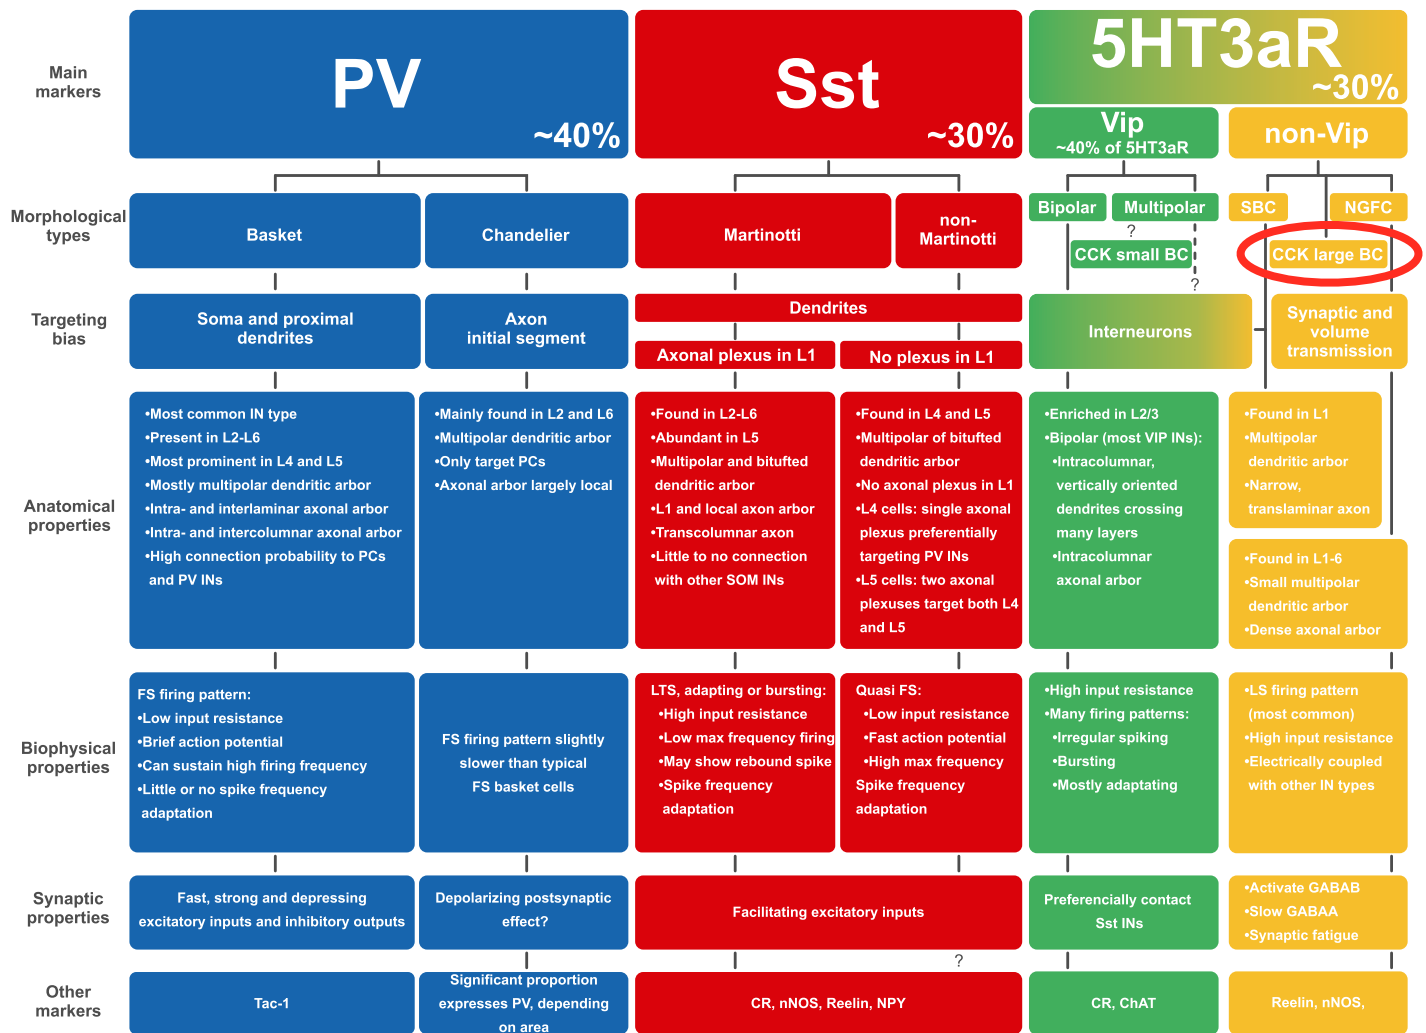 Main
markers
PV
~40%
Sst
~30%
5HT3aR
~30%
Vip
~40% of 5HT3aR
non-Vip
Morphological
types
Basket
Chandelier
Martinotti
non-
Martinotti
Bipolar
Multipolar
?
CCK small BC
?
SBC
NGFC
CCK large BC
Targeting
bias
Soma and proximal
dendrites
Axon
initial segment
Dendrites
Axonal plexus in L1
No plexus in L1
Interneurons
Synaptic and
volume
transmission
Anatomical
properties
•Most common IN type
•Present in L2-L6
•Most prominent in L4 and L5
•Mostly multipolar dendritic arbor
•Intra- and interlaminar axonal arbor
•Intra- and intercolumnar axonal arbor
•High connection probability to PCs
and PV INs
•Mainly found in L2 and L6
•Multipolar dendritic arbor
•Only target PCs
•Axonal arbor largely local
•Found in L2-L6
•Abundant in L5
•Multipolar and bitufted
dendritic arbor
•L1 and local axon arbor
•Transcolumnar axon
•Little to no connection
with other SOM INs
•Found in L4 and L5
•Multipolar of bitufted
dendritic arbor
•No axonal plexus in L1
•L4 cells: single axonal
plexus preferentially
targeting PV INs
•L5 cells: two axonal
plexuses target both L4
and L5
•Enriched in L2/3
•Bipolar (most VIP INs):
•Intracolumnar,
vertically oriented
dendrites crossing
many layers
•Intracolumnar
axonal arbor
•Found in L1
•Multipolar
dendritic arbor
•Narrow,
translaminar axon
•Found in L1-6
•Small multipolar
dendritic arbor
•Dense axonal arbor
Biophysical
properties
FS firing pattern:
•Low input resistance
•Brief action potential
•Can sustain high firing frequency
•Little or no spike frequency
adaptation
FS firing pattern slightly
slower than typical
FS basket cells
LTS, adapting or bursting:
•High input resistance
•Low max frequency firing
•May show rebound spike
•Spike frequency
adaptation
Quasi FS:
•Low input resistance
•Fast action potential
•High max frequency
Spike frequency
adaptation
•High input resistance
•Many firing patterns:
•Irregular spiking
•Bursting
•Mostly adaptating
•LS firing pattern
(most common)
•High input resistance
•Electrically coupled
with other IN types
Synaptic
properties
Fast, strong and depressing
excitatory inputs and inhibitory outputs
Depolarizing postsynaptic
effect?
Facilitating excitatory inputs
Preferencially contact
Sst INs
•Activate GABAB
•Slow GABAA
•Synaptic fatigue
?
Other
markers
Tac-1
Significant proportion
expresses PV, depending
on area
CR, nNOS, Reelin, NPY
CR, ChAT
Reelin, nNOS,